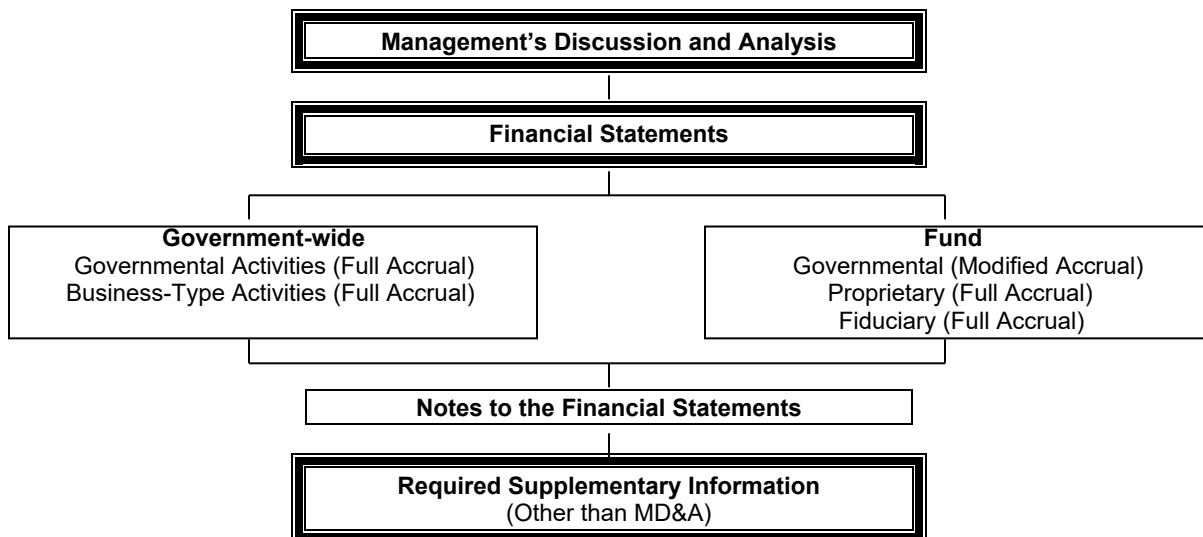 Management’s Discussion and Analysis
Financial Statements
Government-wide
Governmental Activities (Full Accrual)
Business-Type Activities (Full Accrual)
Fund
Governmental (Modified Accrual)
Proprietary (Full Accrual)
Fiduciary (Full Accrual)
Notes to the Financial Statements
Required Supplementary Information
(Other than MD&A)